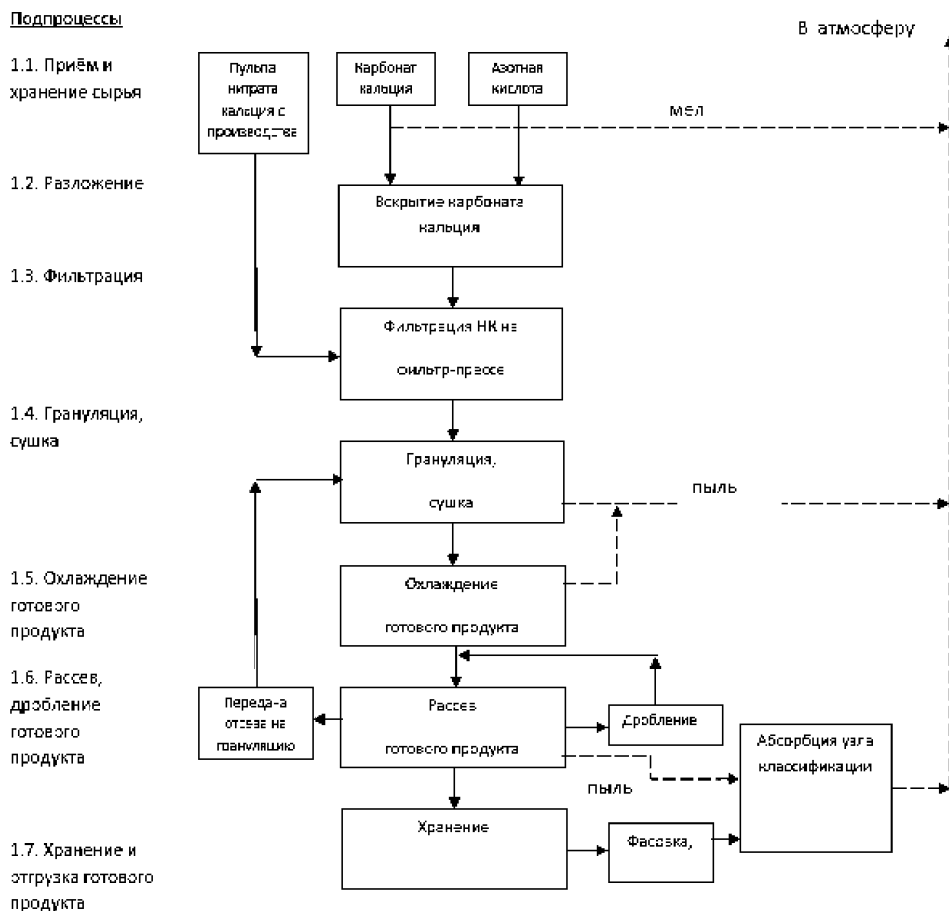 Подпроцессы
В атмосферу
1.1. Приём и
хранение сырья
Пульпа
нитрата
кальция с
производства
Карбонат
кальция
Азотная
кислота
мел
1.2. Разложение
Вскрытие карбоната
кальция
1.3. Фильтрация
Фильтрация НК на
фильтр-прессе
1.4. Грануляция,
сушка
Грануляция,
сушка
пыль
1.5. Охлаждение
готового
продукта
Охлаждение
готового продукта
1.6. Рассев,
дробление
готового
продукта
Передача
отсева на
грануляцию
Рассев
готового продукта
Дробление
Абсорбция узла
классификации
пыль
1.7. Хранение и
отгрузка готового
продукта
Хранение
Фасовка,